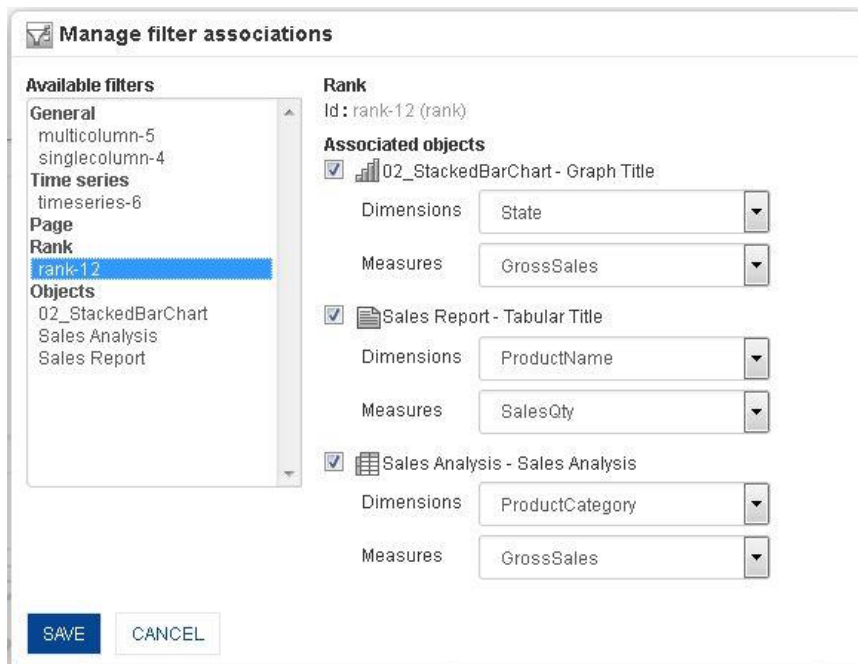 Manage filter associations
Available filters
General
multicolumn-5
singlecolumn-4
Time series
timeseries-6
Page
Rank
rank-12
Objects
02_StackedBarChart
Sales Analysis
Sales Report
Rank
Id : rank-12 (rank)
Associated objects
02_StackedBarChart - Graph Title
Dimensions State
Measures GrossSales
Sales Report - Tabular Title
Dimensions ProductName
Measures SalesQty
Sales Analysis - Sales Analysis
Dimensions ProductCategory
Measures GrossSales
SAVE CANCEL